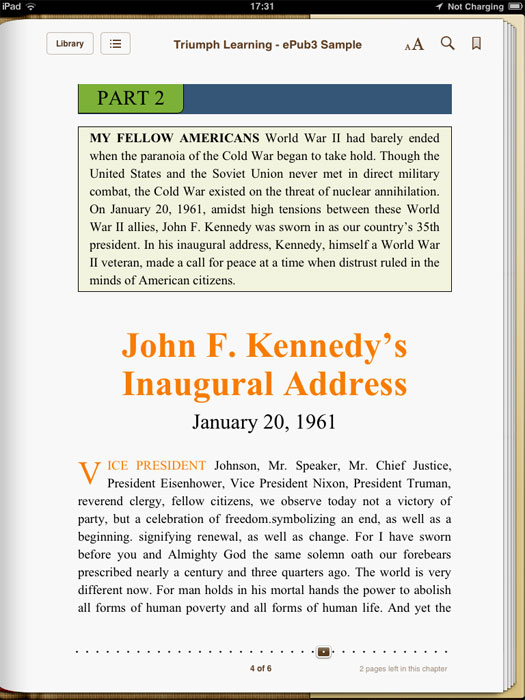 iPad 17:31 Not Charging
Library Triumph Learning - ePub3 Sample AA
PART 2
MY FELLOW AMERICANS World War II had barely ended
when the paranoia of the Cold War began to take hold. Though the
United States and the Soviet Union never met in direct military
combat, the Cold War existed on the threat of nuclear annihilation.
On January 20, 1961, amidst high tensions between these World
War II allies, John F. Kennedy was sworn in as our country's 35th
president. In his inaugural address, Kennedy, himself a World War
II veteran, made a call for peace at a time when distrust ruled in the
minds of American citizens.
John F. Kennedy's
Inaugural Address
January 20, 1961
VICE PRESIDENT Johnson, Mr. Speaker, Mr. Chief Justice,
President Eisenhower, Vice President Nixon, President Truman,
reverend clergy, fellow citizens, we observe today not a victory of
party, but a celebration of freedom.symbolizing an end, as well as a
beginning. signifying renewal, as well as change. For I have sworn
before you and Almighty God the same solemn oath our forebears
prescribed nearly a century and three quarters ago. The world is very
different now. For man holds in his mortal hands the power to abolish
all forms of human poverty and all forms of human life. And yet the
4 of 6 2 pages left in this chapter